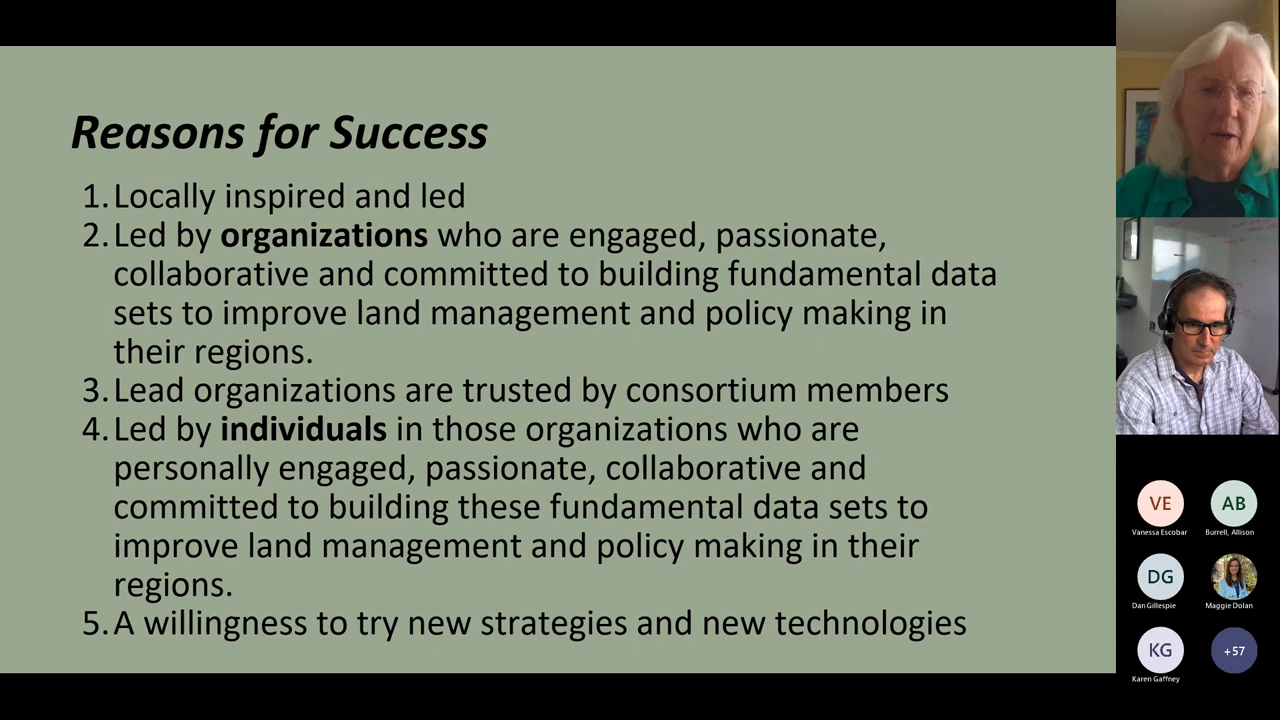 Reasons for Success
1. Locally inspired and led
2. Led by organizations who are engaged, passionate,
collaborative and committed to building fundamental data
sets to improve land management and policy making in
their regions.
3. Lead organizations are trusted by consortium members
4. Led by individuals in those organizations who are
personally engaged, passionate, collaborative and
committed to building these fundamental data sets to
improve land management and policy making in their
regions.
5. A willingness to try new strategies and new technologies
VE AB
Vanessa Escobar Burrell, Allison
DG
Dan Gillespie Maggie Dolan
KG +57
Karen Gaffney